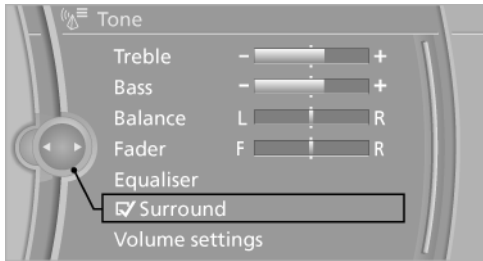 Tone
Treble - +
Bass - +
Balance L R
Fader F R
Equaliser
Surround
Volume settings